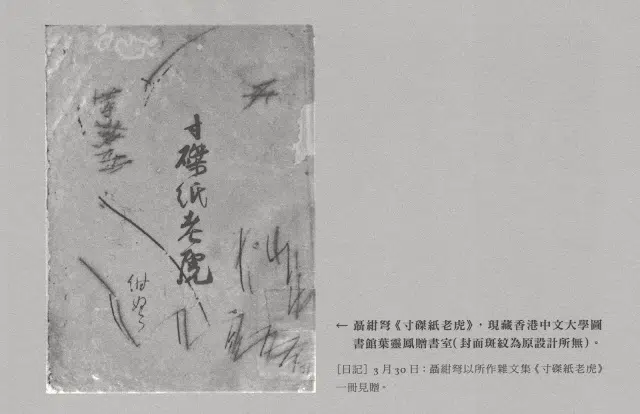 寸磔紙老虎
紺弩
← 聶紺弩《寸磔紙老虎》，現藏香港中文大學圖
書館葉靈鳳贈書室（封面斑紋為原設計所無）。
[日記] 3 月 30 日：聶紺弩以所作雜文集《寸磔紙老虎》
一冊見贈。